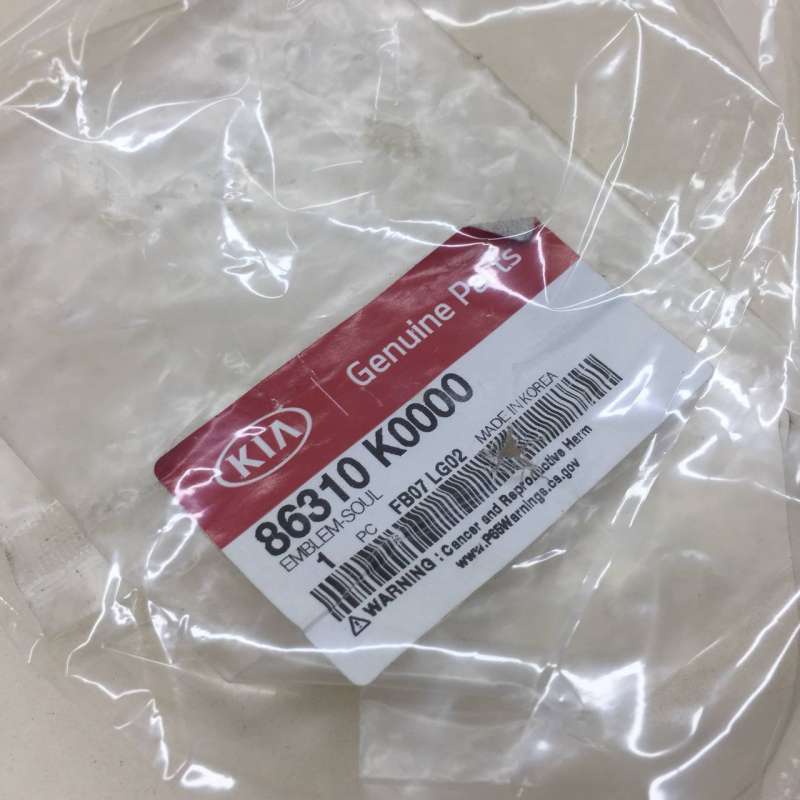 KIA | Genuine Parts
86310 K0000
EMBLEM-SOUL
1 PC FB07 LG02 MADE IN KOREA
⚠ WARNING : Cancer and Reproductive Harm
www.P65Warnings.ca.gov